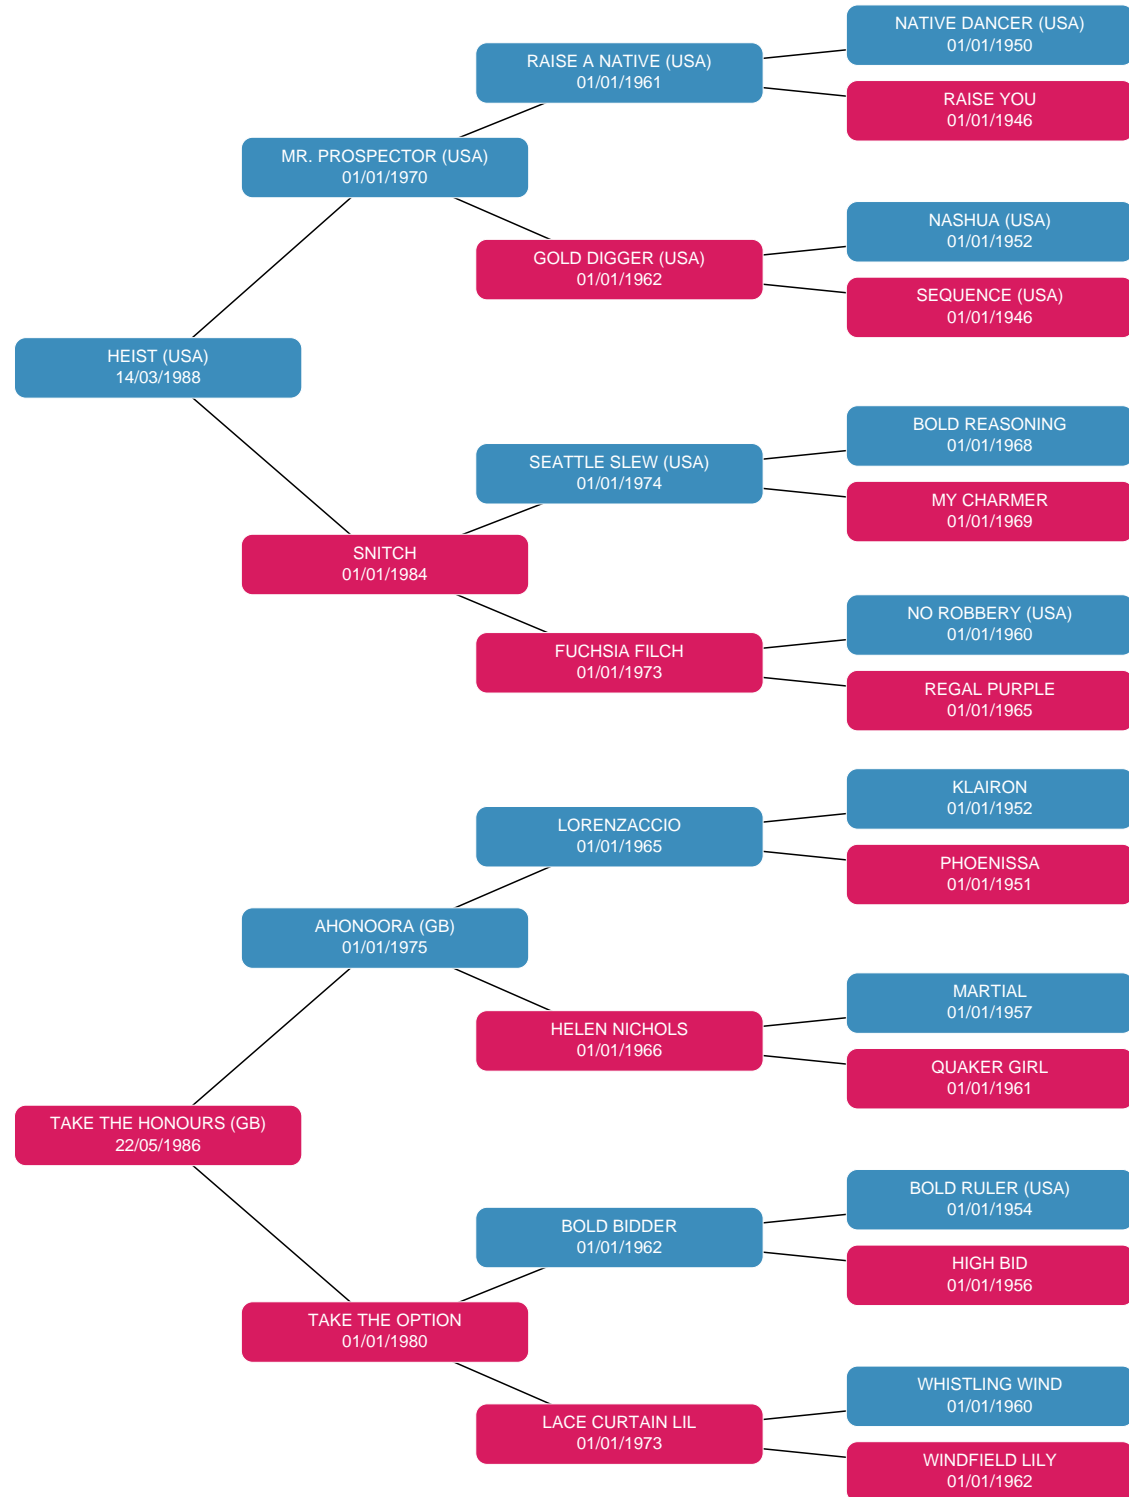 NATIVE DANCER (USA)
01/01/1950
RAISE A NATIVE (USA)
01/01/1961
RAISE YOU
01/01/1946
MR. PROSPECTOR (USA)
01/01/1970
NASHUA (USA)
01/01/1952
GOLD DIGGER (USA)
01/01/1962
SEQUENCE (USA)
01/01/1946
HEIST (USA)
14/03/1988
BOLD REASONING
01/01/1968
SEATTLE SLEW (USA)
01/01/1974
MY CHARMER
01/01/1969
SNITCH
01/01/1984
NO ROBBERY (USA)
01/01/1960
FUCHSIA FILCH
01/01/1973
REGAL PURPLE
01/01/1965
KLAIRON
01/01/1952
LORENZACCIO
01/01/1965
PHOENISSA
01/01/1951
AHONOORA (GB)
01/01/1975
MARTIAL
01/01/1957
HELEN NICHOLS
01/01/1966
QUAKER GIRL
01/01/1961
TAKE THE HONOURS (GB)
22/05/1986
BOLD RULER (USA)
01/01/1954
BOLD BIDDER
01/01/1962
HIGH BID
01/01/1956
TAKE THE OPTION
01/01/1980
WHISTLING WIND
01/01/1960
LACE CURTAIN LIL
01/01/1973
WINDFIELD LILY
01/01/1962